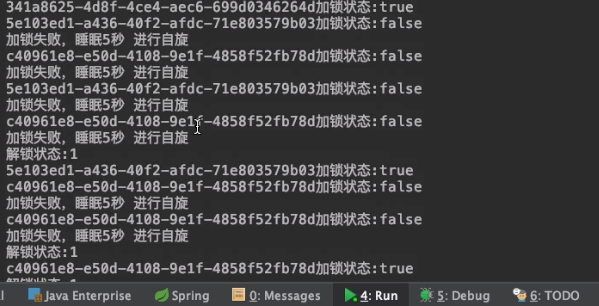 341a8625-4d8f-4ce4-aec6-699d0346264d加锁状态:true
5e103ed1-a436-40f2-afdc-71e803579b03加锁状态:false
加锁失败, 睡眠5秒 进行自旋
c40961e8-e50d-4108-9e1f-4858f52fb78d加锁状态:false
加锁失败, 睡眠5秒 进行自旋
5e103ed1-a436-40f2-afdc-71e803579b03加锁状态:false
加锁失败, 睡眠5秒 进行自旋
c40961e8-e50d-4108-9e1f-4858f52fb78d加锁状态:false
加锁失败, 睡眠5秒 进行自旋
解锁状态:1
5e103ed1-a436-40f2-afdc-71e803579b03加锁状态:true
c40961e8-e50d-4108-9e1f-4858f52fb78d加锁状态:false
加锁失败, 睡眠5秒 进行自旋
c40961e8-e50d-4108-9e1f-4858f52fb78d加锁状态:false
加锁失败, 睡眠5秒 进行自旋
解锁状态:1
c40961e8-e50d-4108-9e1f-4858f52fb78d加锁状态:true
Java Enterprise Spring 0: Messages 4: Run 5: Debug 6: TODO